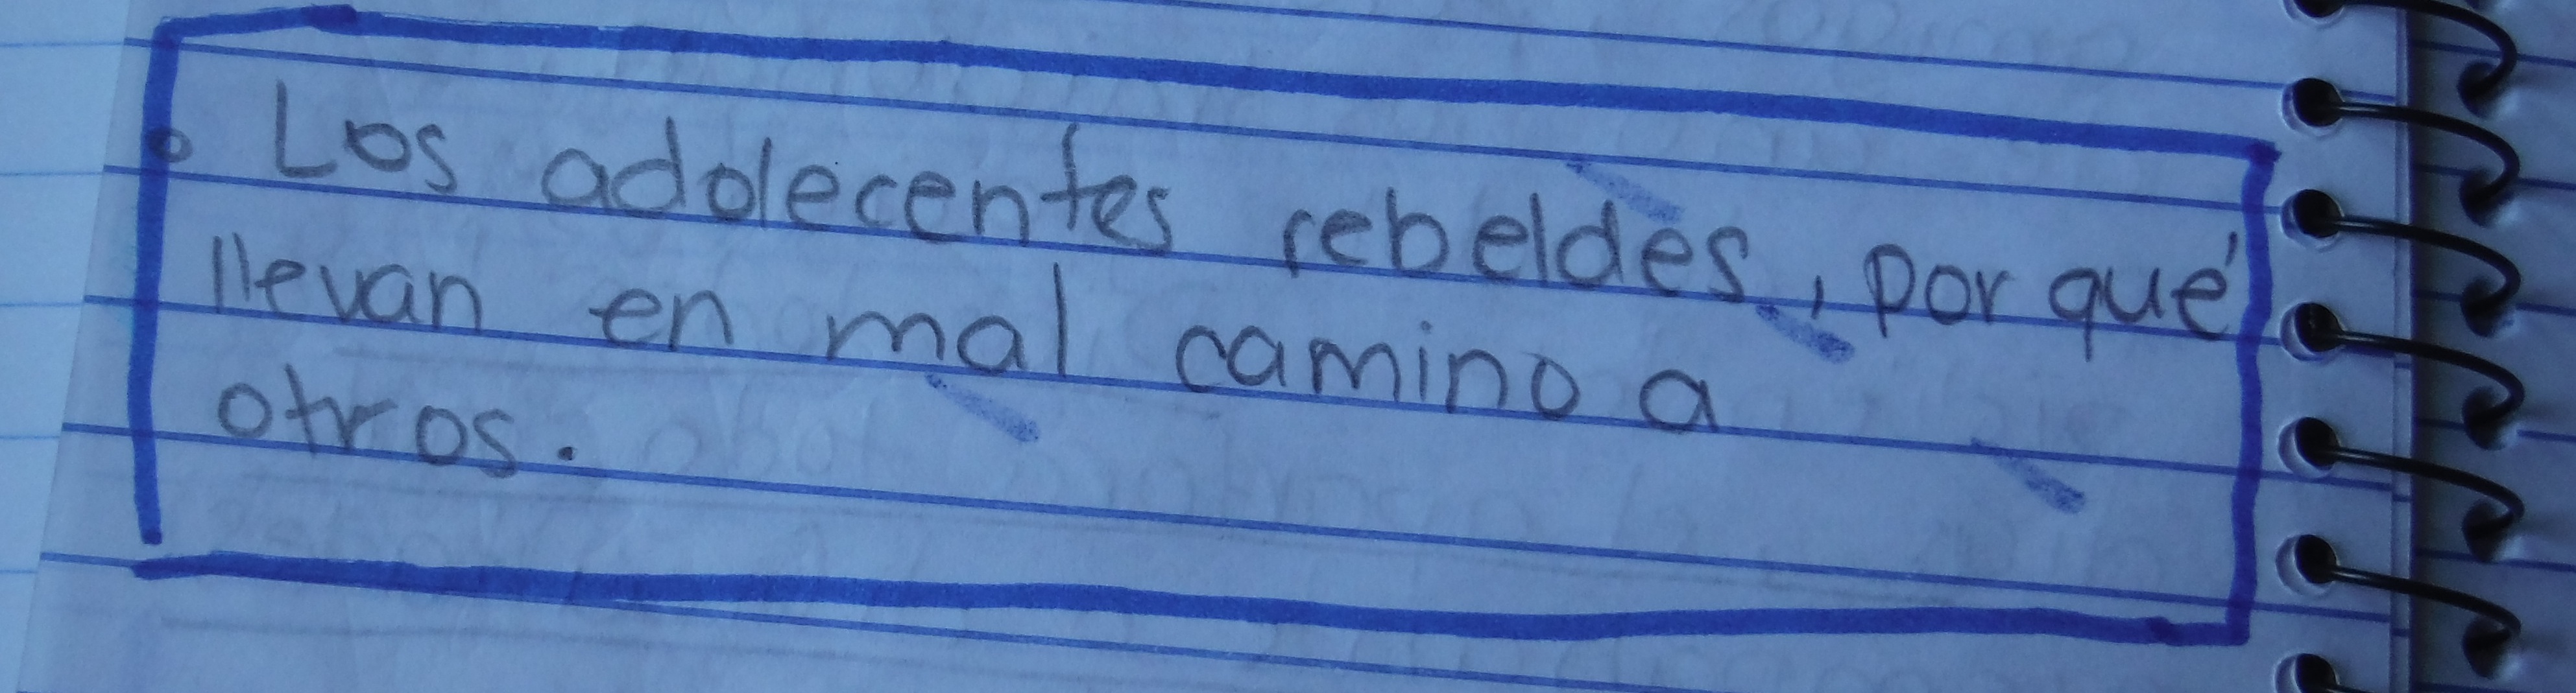 • Los adolecentes rebeldes, por qué
llevan en mal camino a
otros.